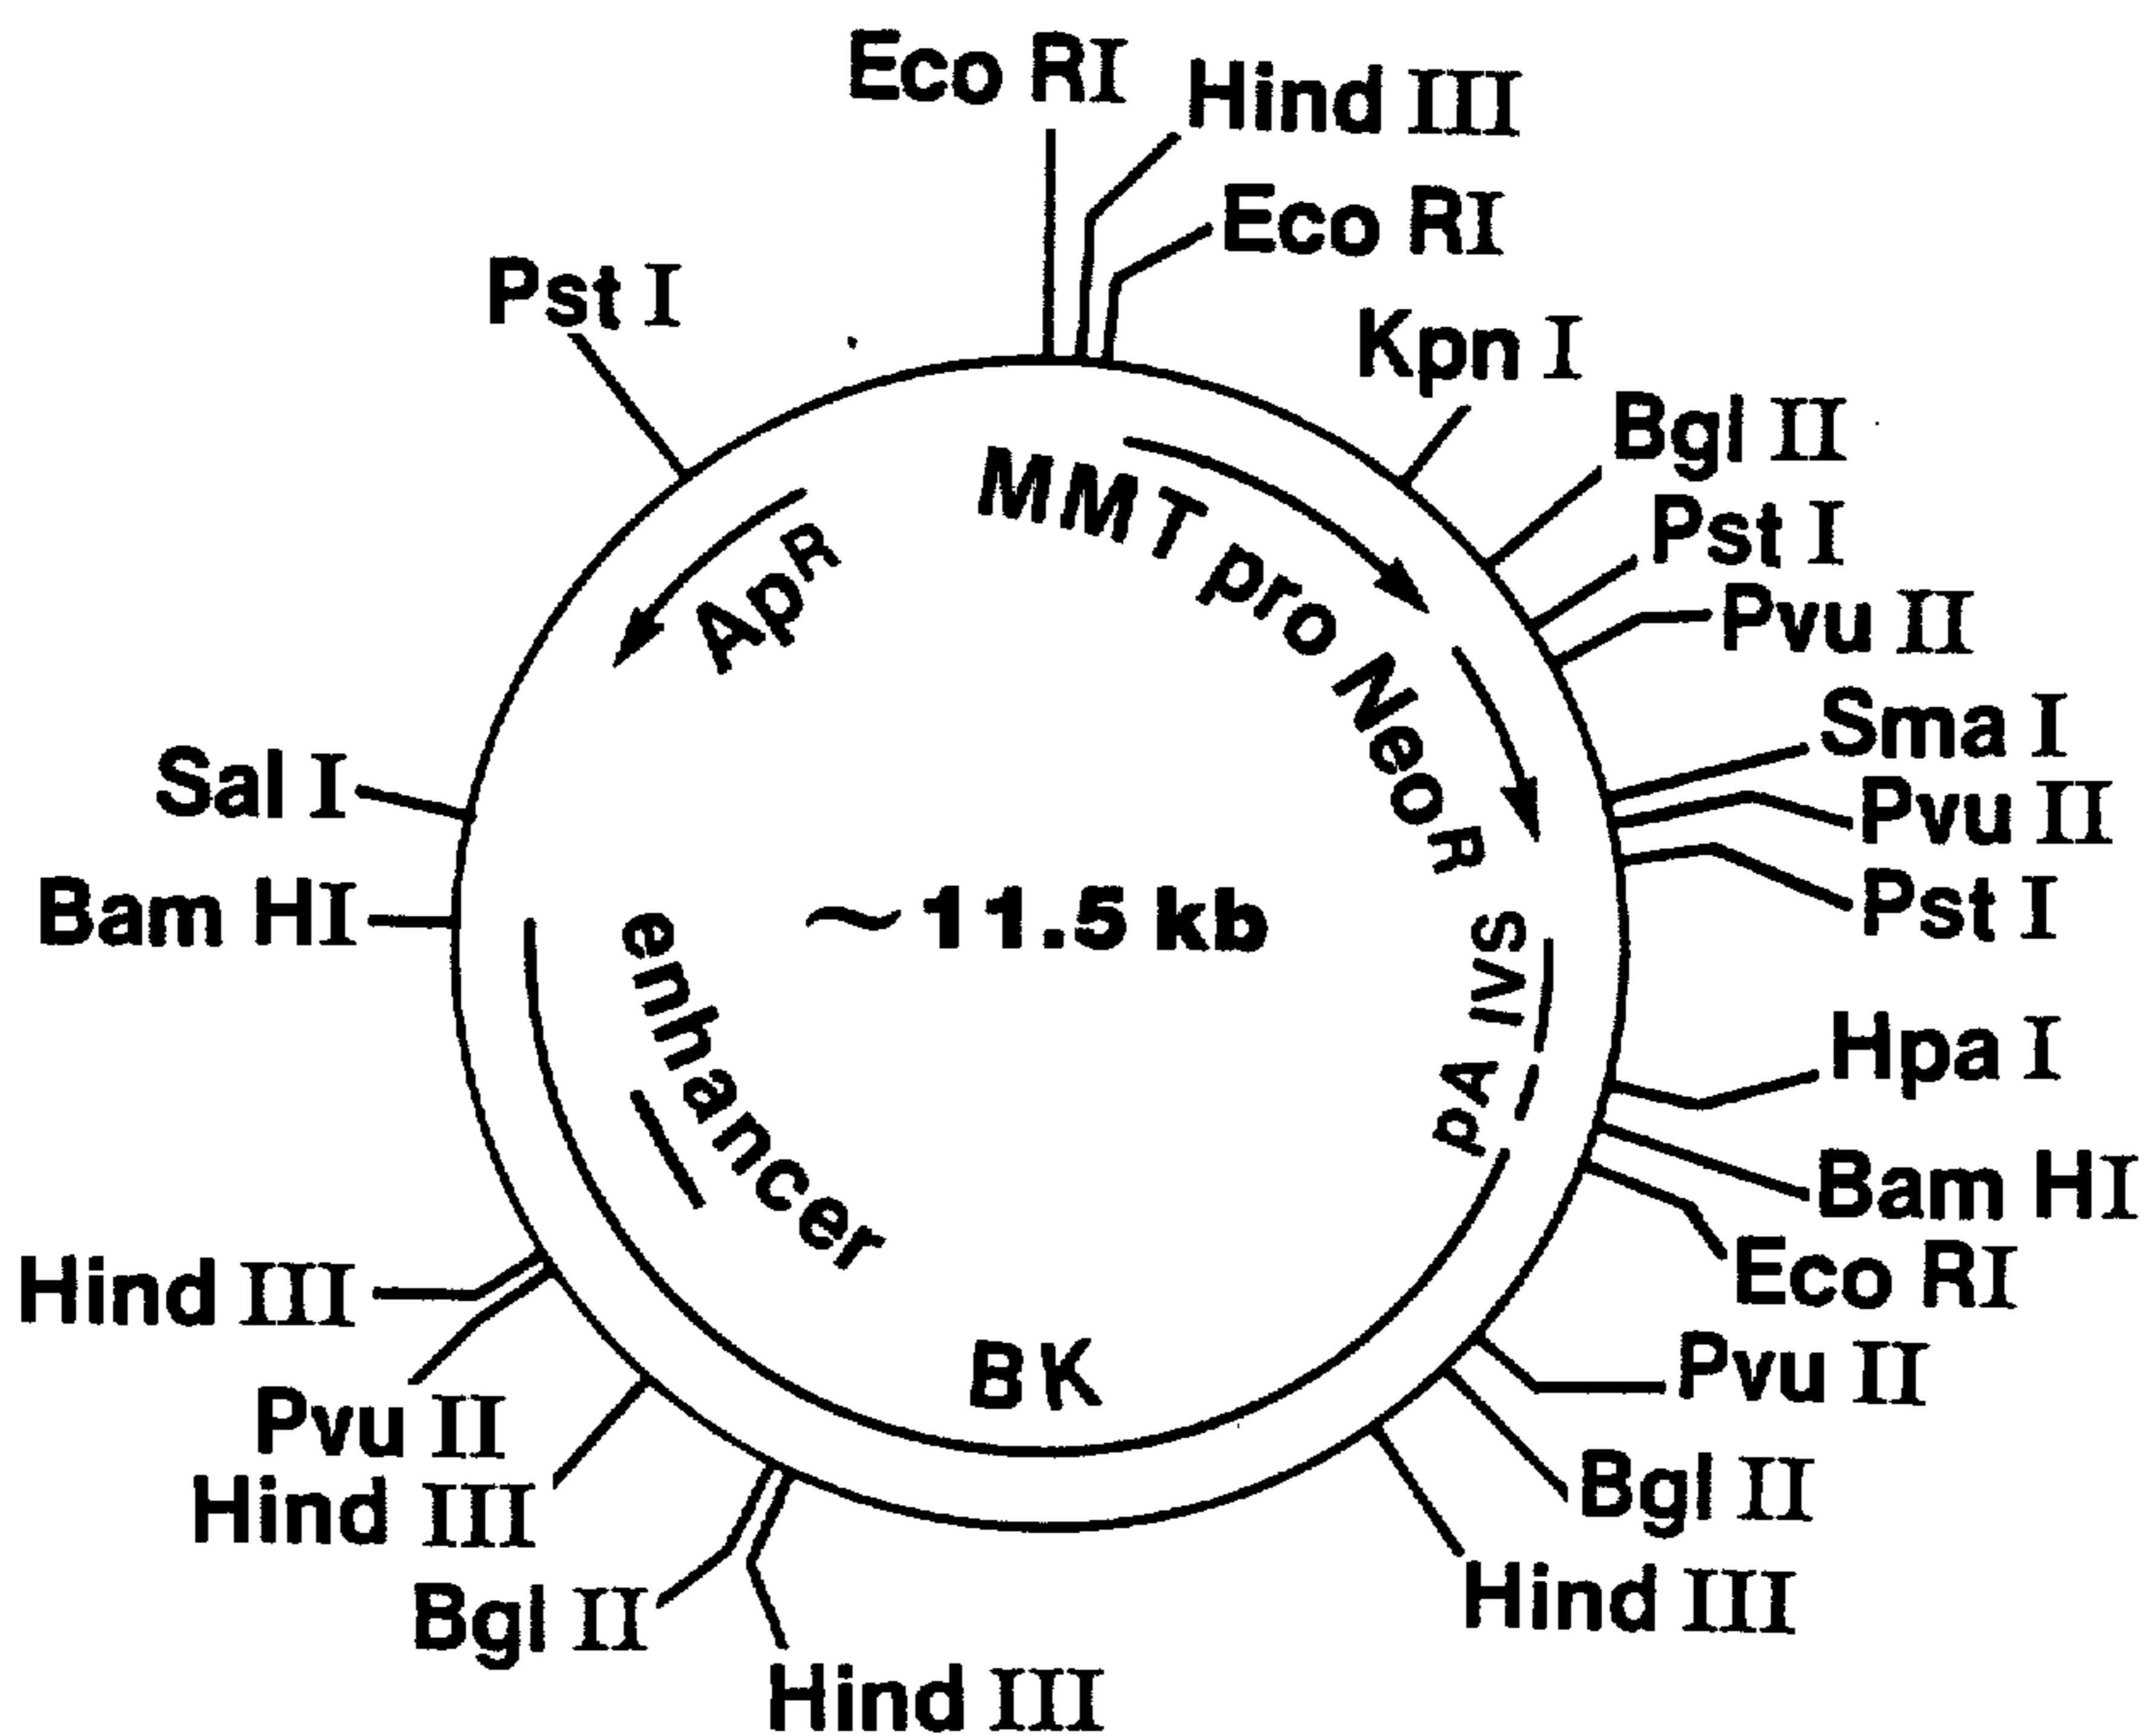 Eco RI
Hind III
Eco RI
Kpn I
Bgl II
Pst I
Pvu II
Sma I
Pvu II
Pst I
Hpa I
Bam HI
Eco RI
Pvu II
Bgl II
Hind III
Hind III
Bgl II
Hind III
Pvu II
Hind III
Bam HI
Sal I
Pst I
ApR
MMT pro
NeoR
IVS
pA
BK
enhancer
~11.5 kb